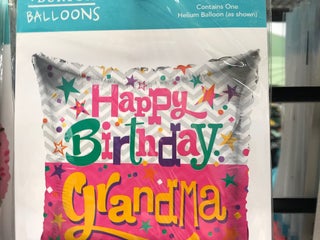 BALLOONS
Contains One
Helium Balloon (as shown)
Happy
Birthday
Grandma